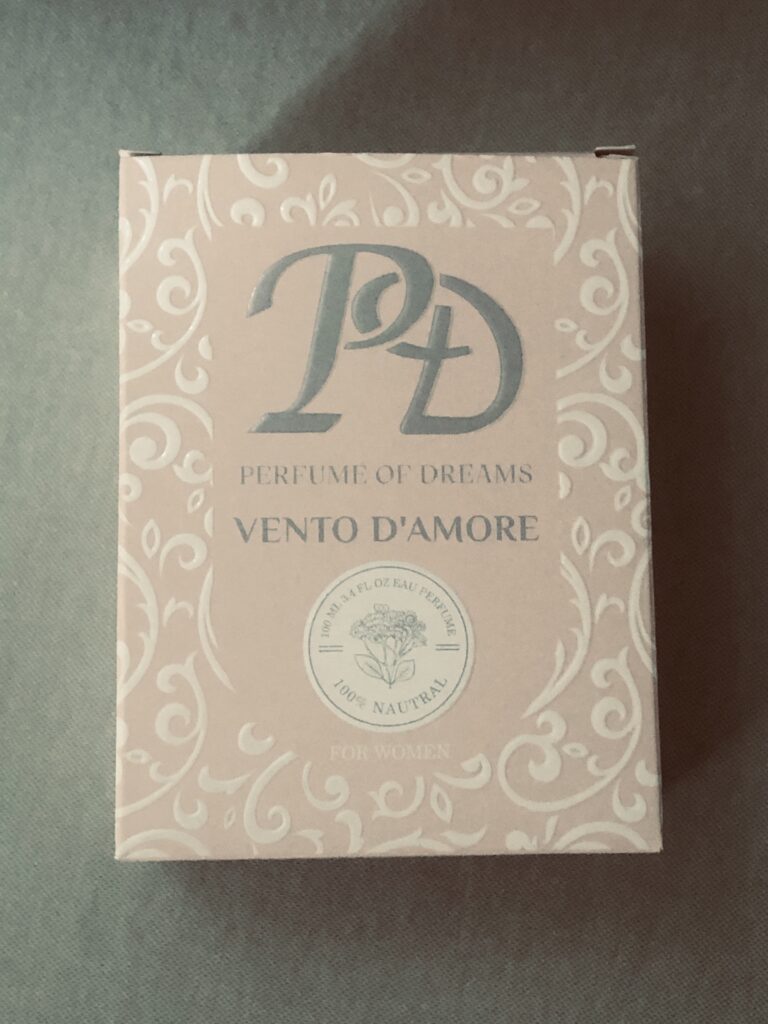 PD
PERFUME OF DREAMS
VENTO D'AMORE
100 ML 3.4 FL OZ EAU PERFUME
100% NAUTRAL
FOR WOMEN